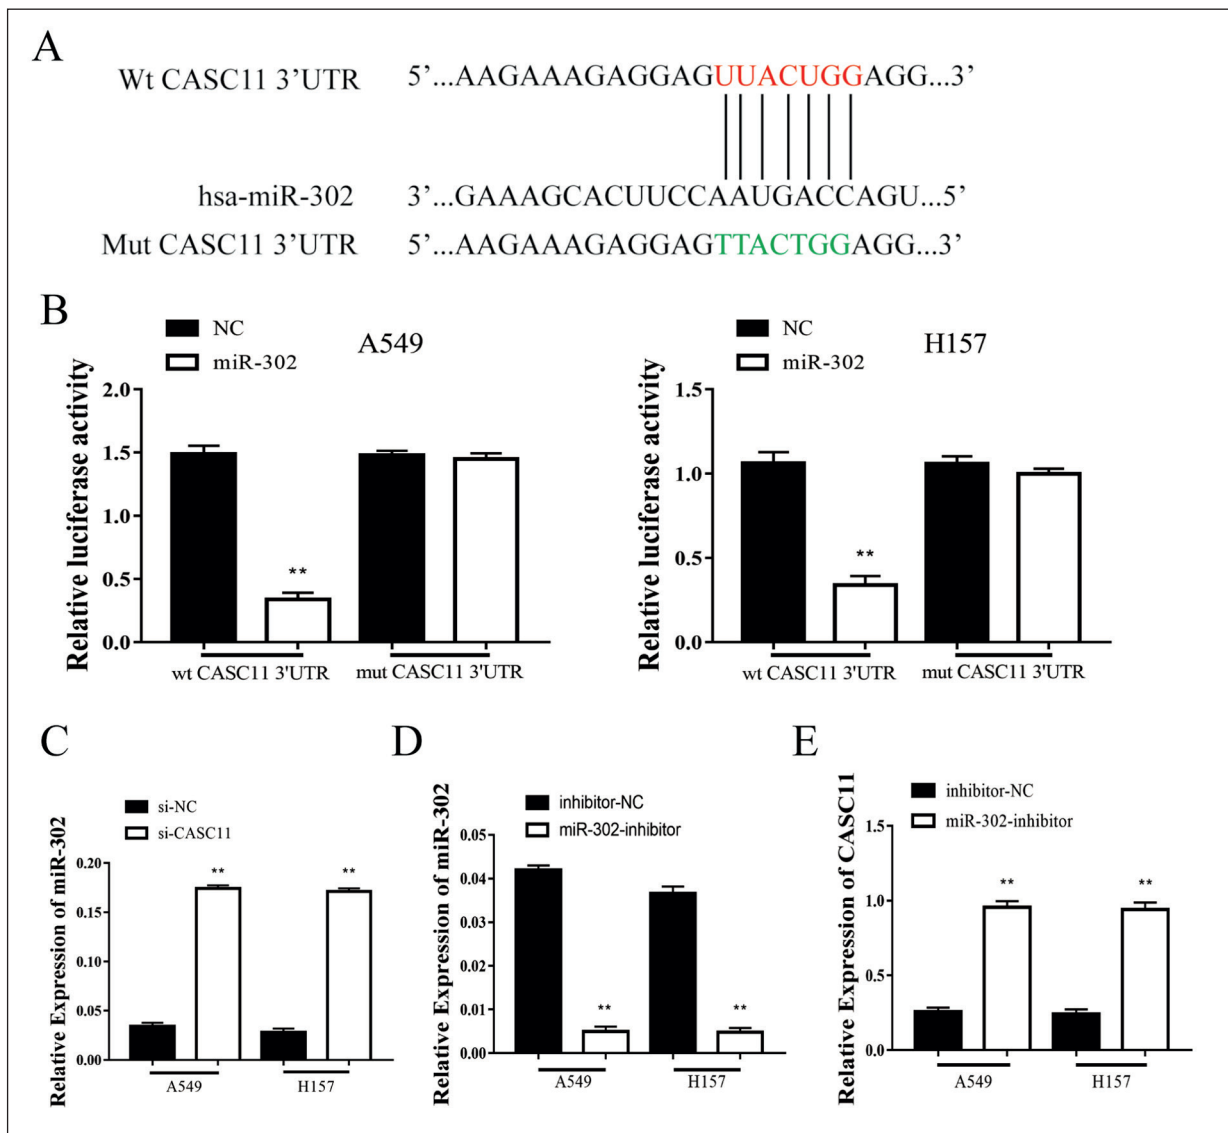 A
Wt CASC11 3’UTR 5’...AAGAAAGAGGAGUUACUGGAGG...3’
hsa-miR-302 3’...GAAAGCACUUCCAAUGACCAGU...5’
Mut CASC11 3’UTR 5’...AAGAAAGAGGAGTTACTGGAGG...3’
B
NC
miR-302
A549
Relative luciferase activity
2.0
1.5
1.0
0.5
0.0
**
wt CASC11 3'UTR mut CASC11 3'UTR
NC
miR-302
H157
Relative luciferase activity
1.5
1.0
0.5
0.0
**
wt CASC11 3'UTR mut CASC11 3'UTR
C
si-NC
si-CASC11
Relative Expression of miR-302
0.20
0.15
0.10
0.05
0.00
** **
A549 H157
D
inhibitor-NC
miR-302-inhibitor
Relative Expression of miR-302
0.05
0.04
0.03
0.02
0.01
0.00
** **
A549 H157
E
inhibitor-NC
miR-302-inhibitor
Relative Expression of CASC11
1.5
1.0
0.5
0.0
** **
A549 H157